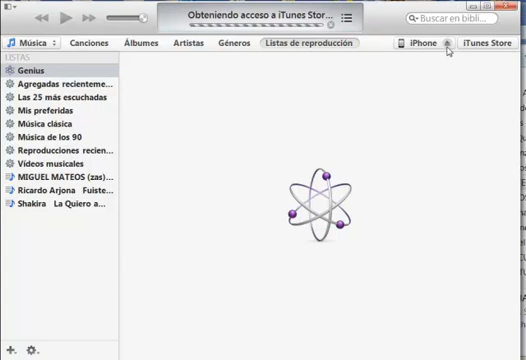 Obteniendo acceso a iTunes Store...
Buscar en bibli...
Música Canciones Álbumes Artistas Géneros Listas de reproducción iPhone iTunes Store
LISTAS
Genius
Agregadas recienteme...
Las 25 más escuchadas
Mis preferidas
Música clásica
Música de los 90
Reproducciones recien...
Vídeos musicales
MIGUEL MATEOS (zas)...
Ricardo Arjona Fuiste...
Shakira La Quiero a...